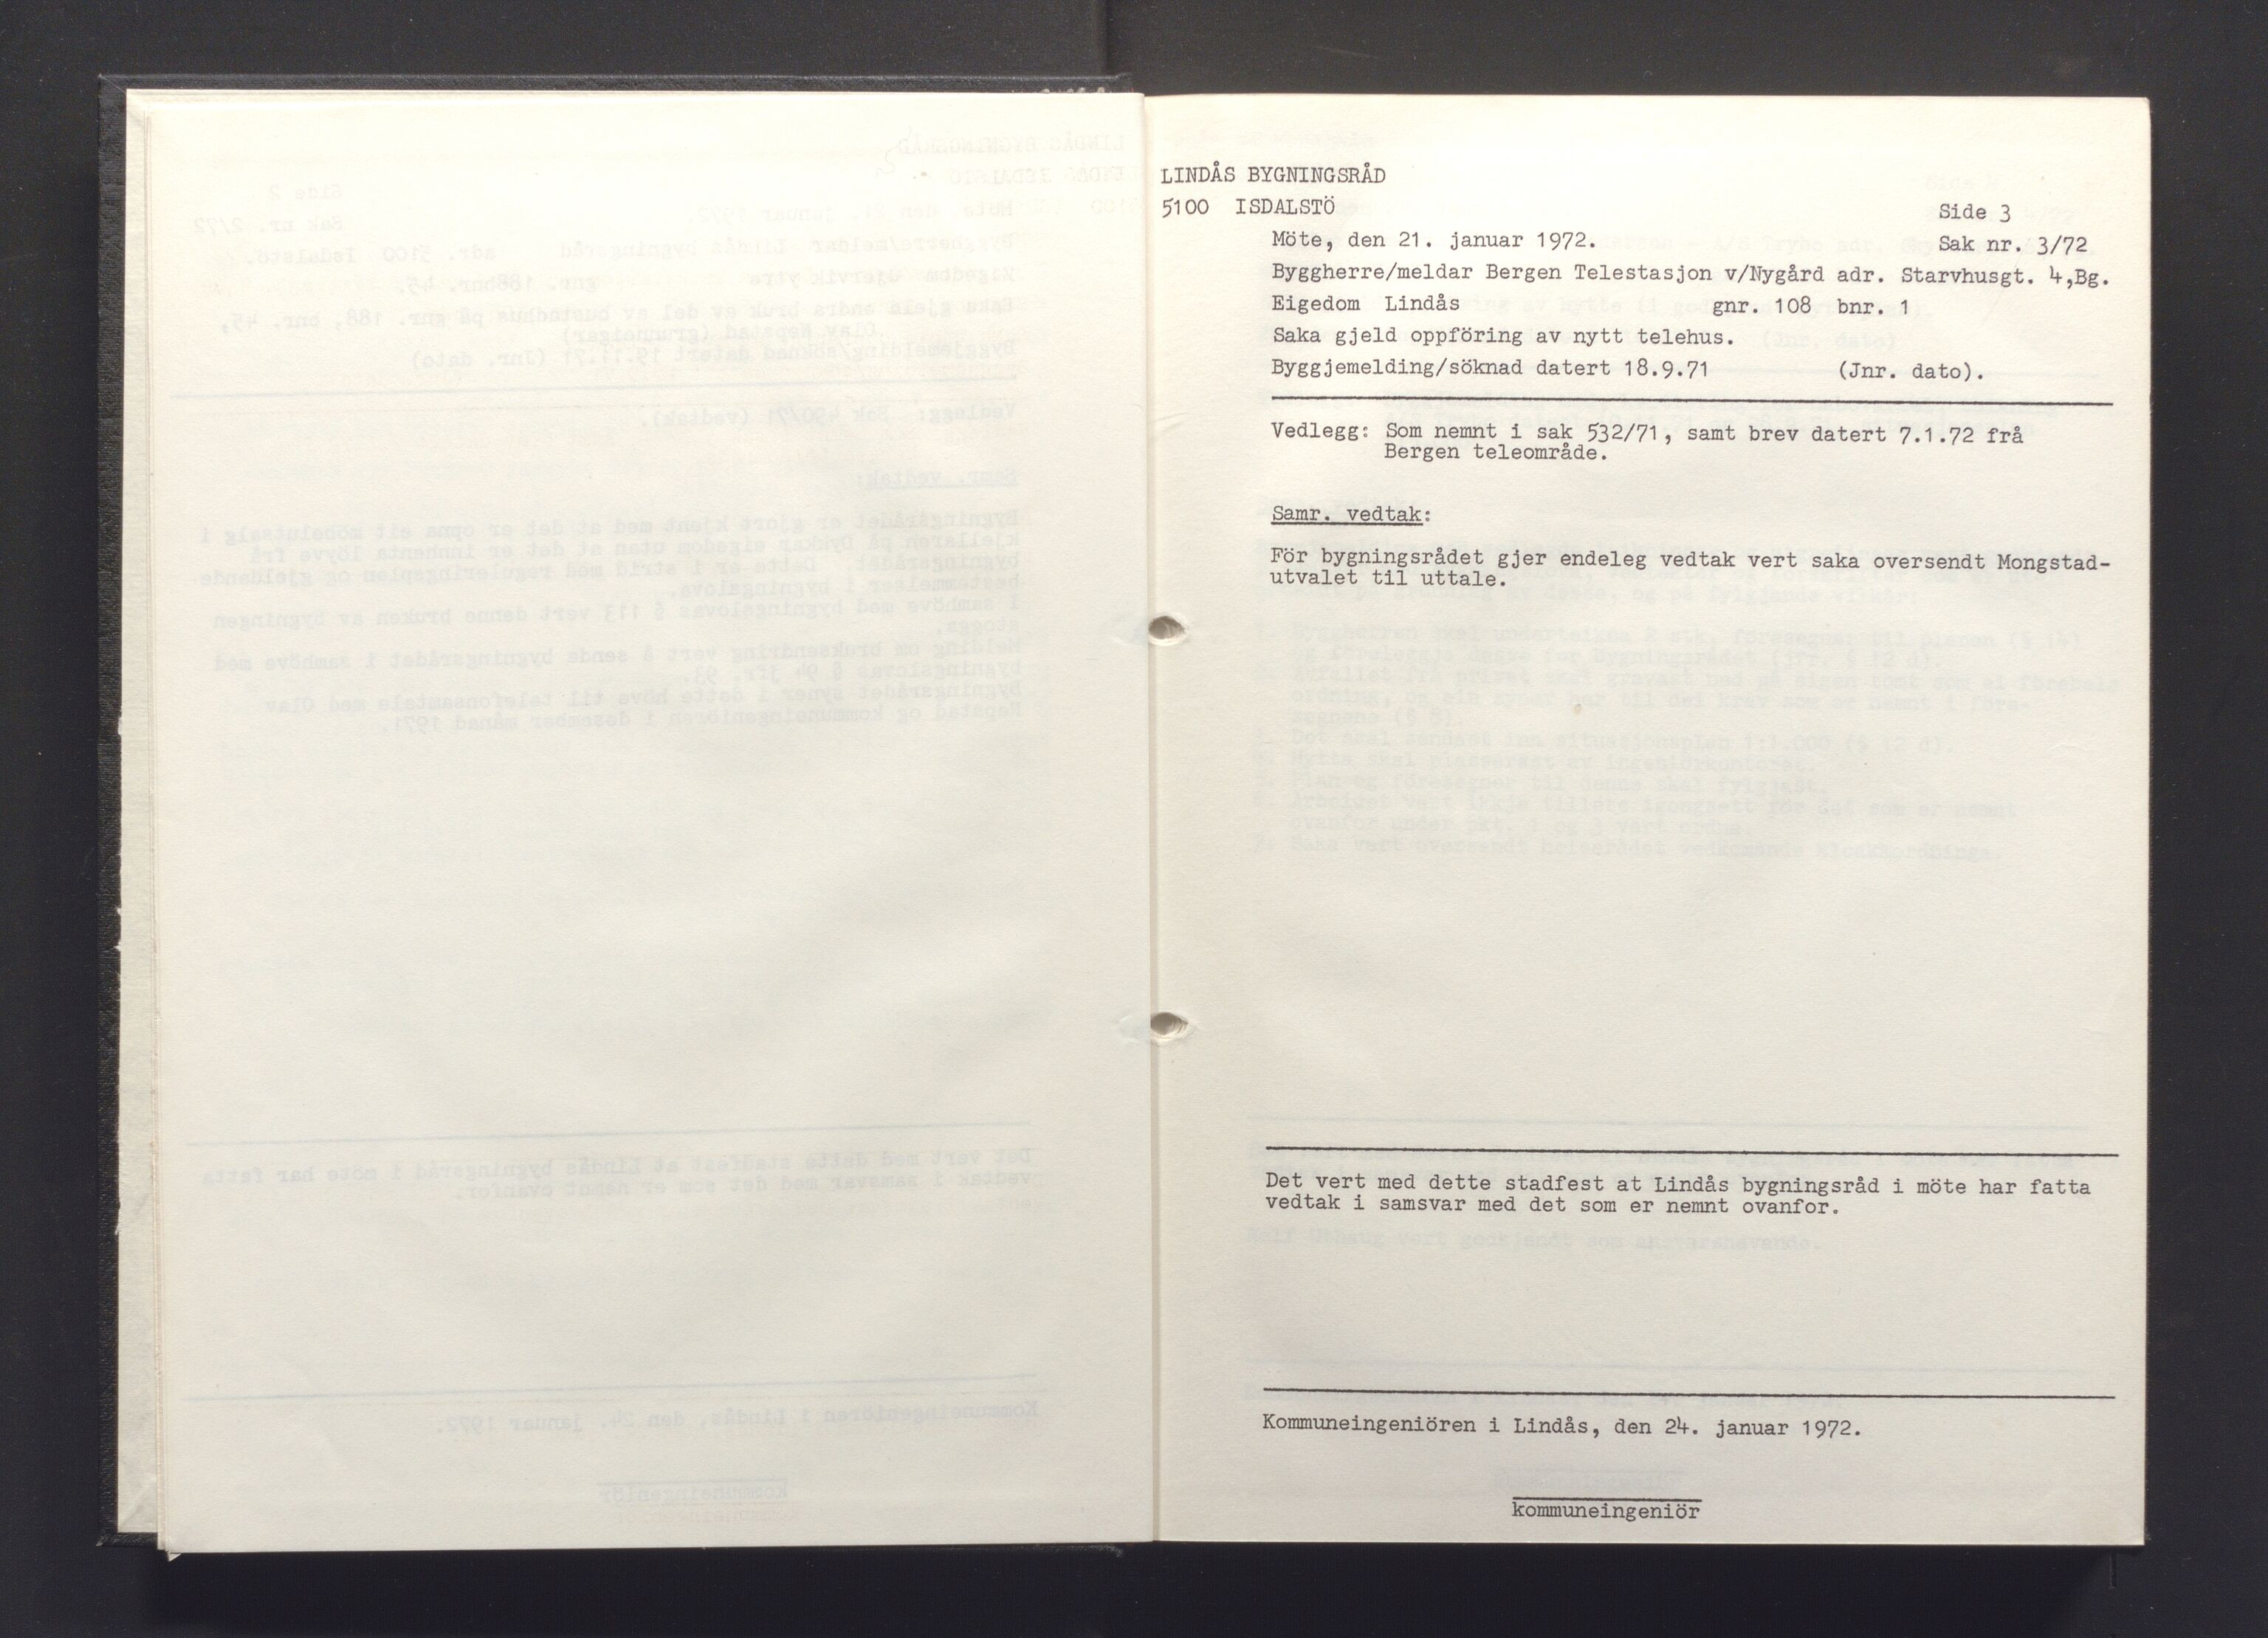 LINDÅS BYGNINGSRÅD
5100 ISDALSTÖ
Side 3
Möte, den 21. januar 1972.
Sak nr. 3/72
Byggherre/meldar Bergen Telestasjon v/Nygård adr. Starvhusgt. 4,Bg.
Eigedom Lindås gnr. 108 bnr. 1
Saka gjeld oppföring av nytt telehus.
Byggjemelding/söknad datert 18.9.71 (Jnr. dato).
Vedlegg: Som nemnt i sak 532/71, samt brev datert 7.1.72 frå
Bergen teleområde.
Samr. vedtak:
För bygningsrådet gjer endeleg vedtak vert saka oversendt Mongstad-
utvalet til uttale.
Det vert med dette stadfest at Lindås bygningsråd i möte har fatta
vedtak i samsvar med det som er nemnt ovanfor.
Kommuneingeniören i Lindås, den 24. januar 1972.
kommuneingeniör